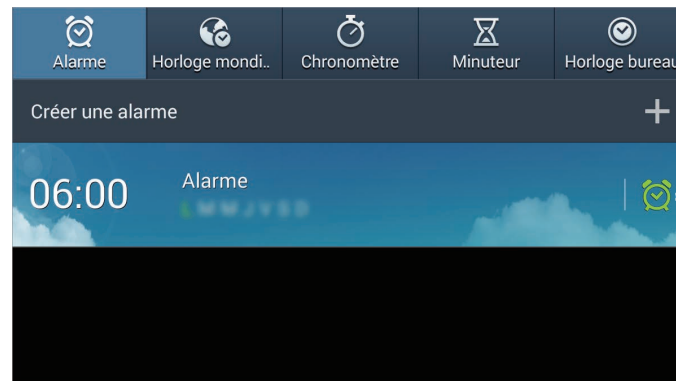 Alarme
Horloge mondi..
Chronomètre
Minuteur
Horloge bureau
Créer une alarme
06:00
Alarme
L M M J V S D